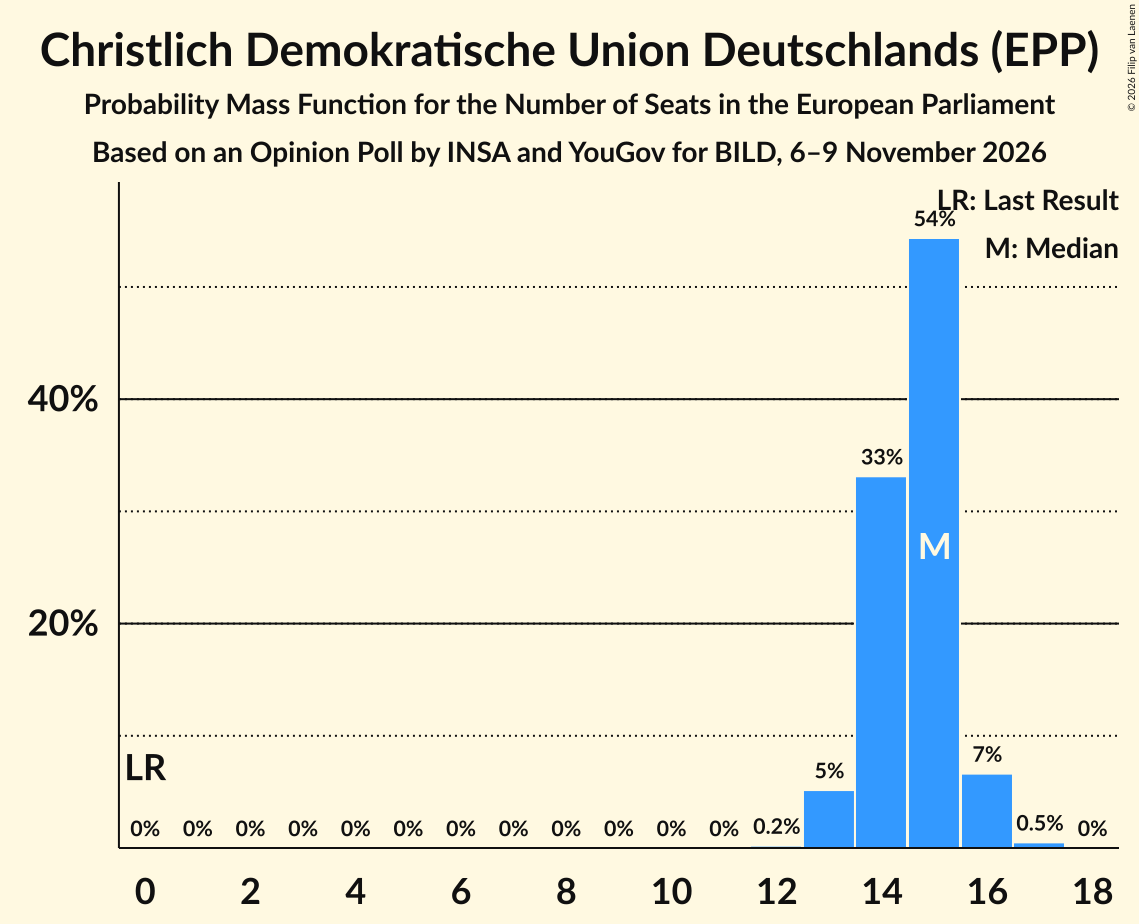 Christlich Demokratische Union Deutschlands (EPP)
Probability Mass Function for the Number of Seats in the European Parliament
Based on an Opinion Poll by INSA and YouGov for BILD, 6–9 November 2026
© 2026 Filip van Laenen
LR: Last Result
M: Median
54%
40%
33%
M
20%
LR
7%
5%
0% 0% 0% 0% 0% 0% 0% 0% 0% 0% 0% 0% 0.2% 0.5% 0%
0 2 4 6 8 10 12 14 16 18